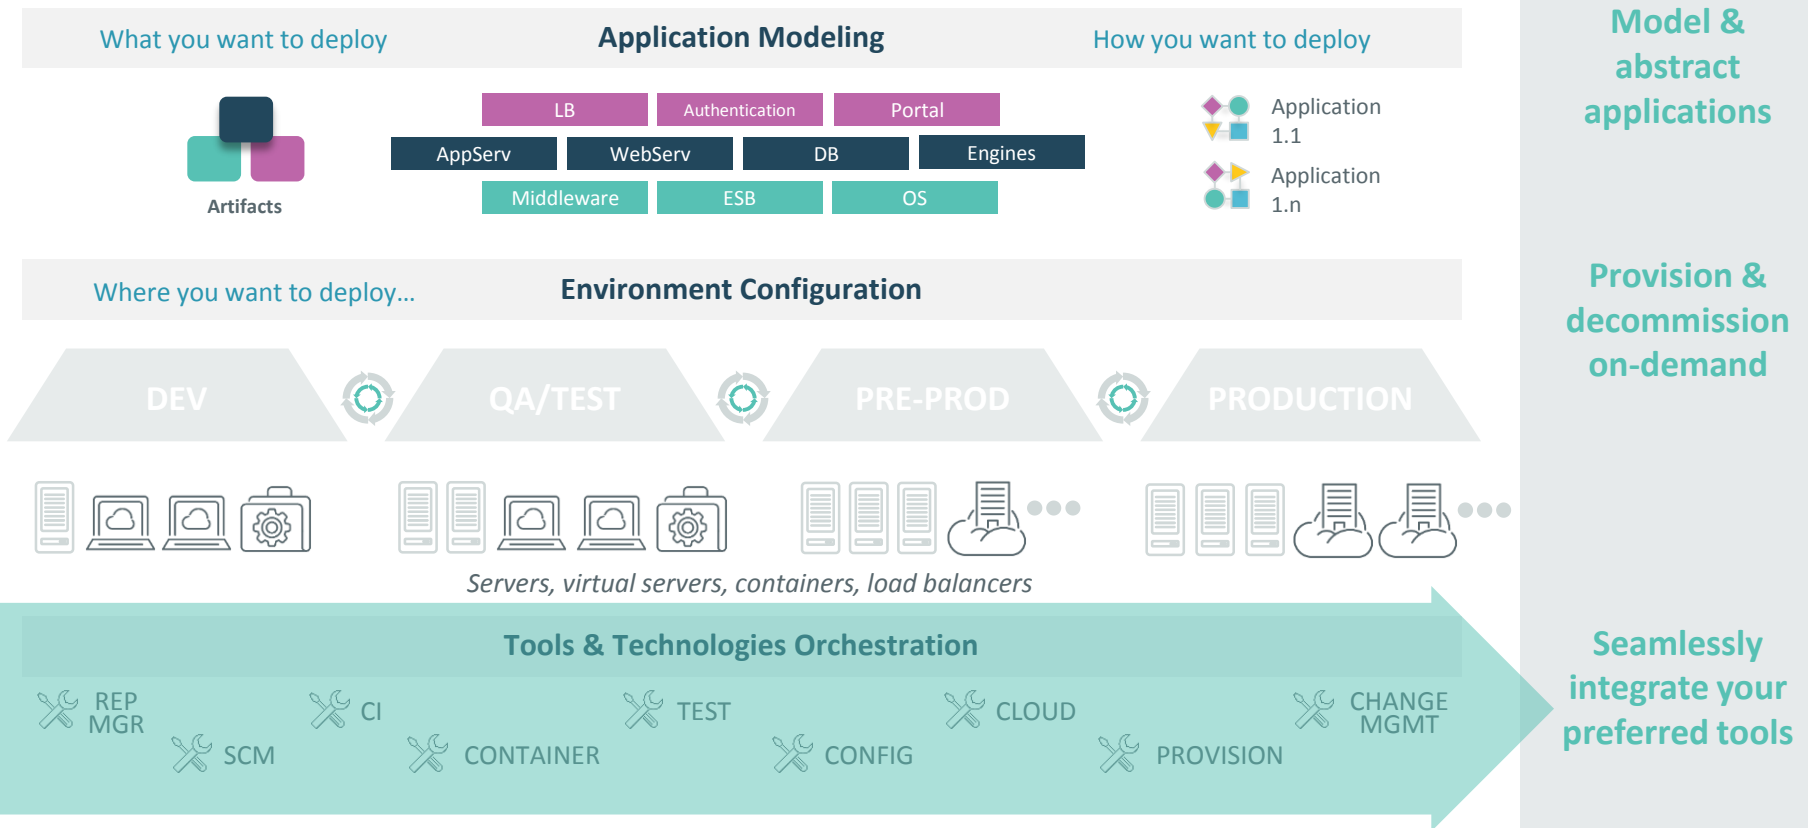 What you want to deploy
Application Modeling
How you want to deploy
Model &
abstract
applications
LB
Authentication
Portal
AppServ
WebServ
DB
Engines
Middleware
ESB
OS
Artifacts
Application
1.1
Application
1.n
Where you want to deploy...
Environment Configuration
Provision &
decommission
on-demand
DEV
QA/TEST
PRE-PROD
PRODUCTION
Servers, virtual servers, containers, load balancers
Tools & Technologies Orchestration
Seamlessly
integrate your
preferred tools
REP
MGR
SCM
CI
CONTAINER
TEST
CONFIG
CLOUD
PROVISION
CHANGE
MGMT